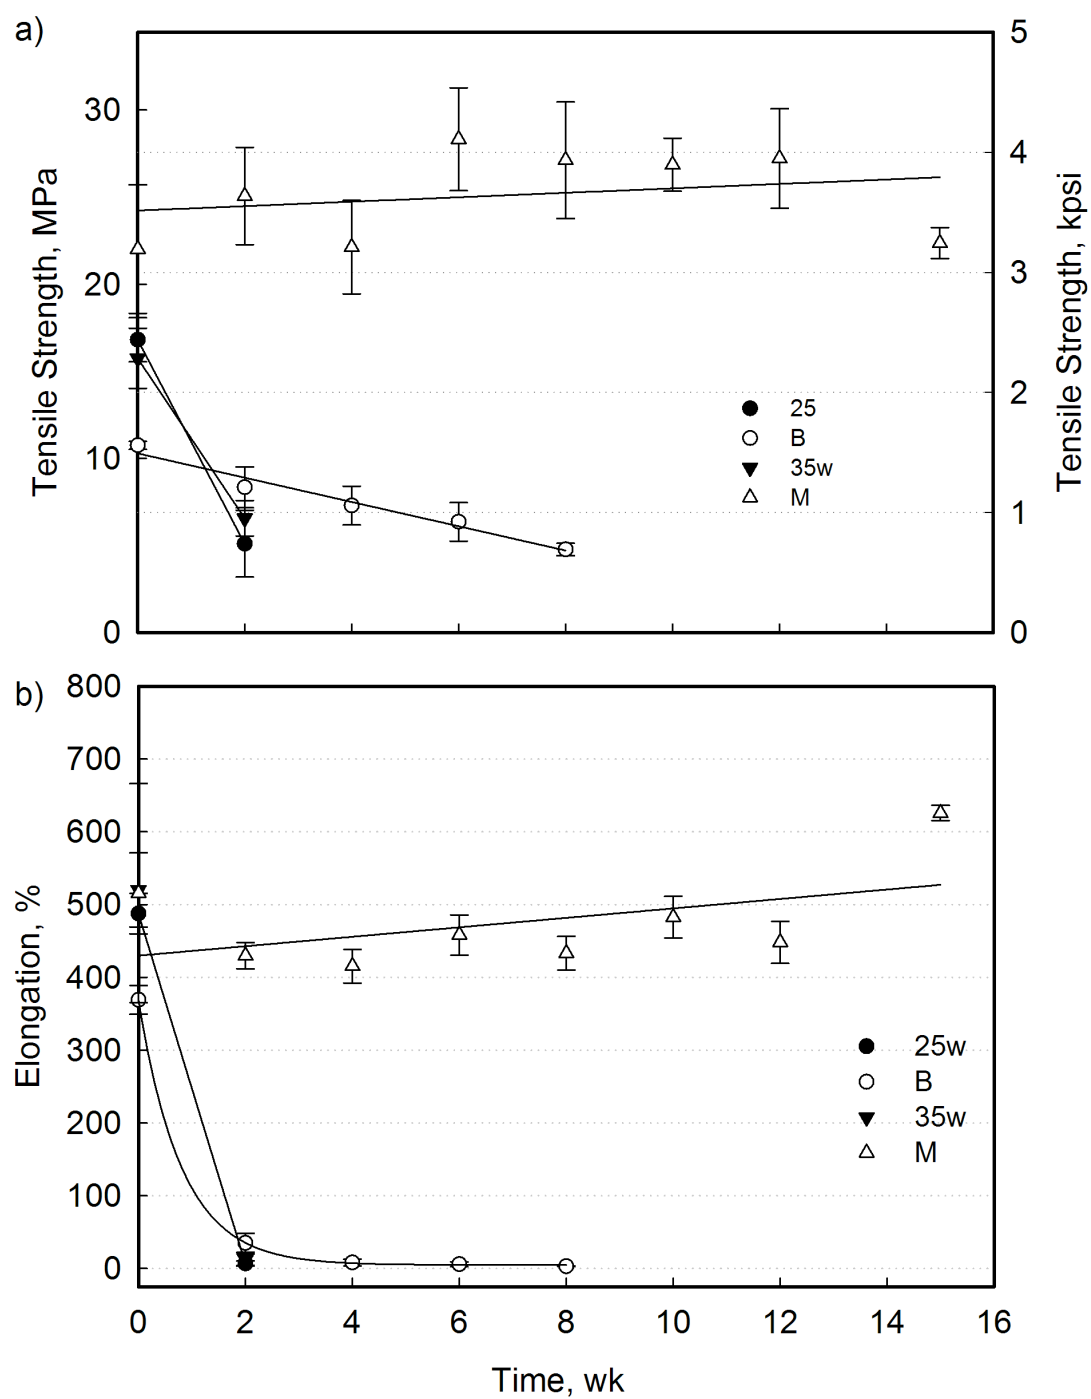 a)
Tensile Strength, MPa
30
20
10
0
5
4
3
2
1
0
Tensile Strength, kpsi
25
B
35w
M
b)
Elongation, %
800
700
600
500
400
300
200
100
0
25w
B
35w
M
0 2 4 6 8 10 12 14 16
Time, wk